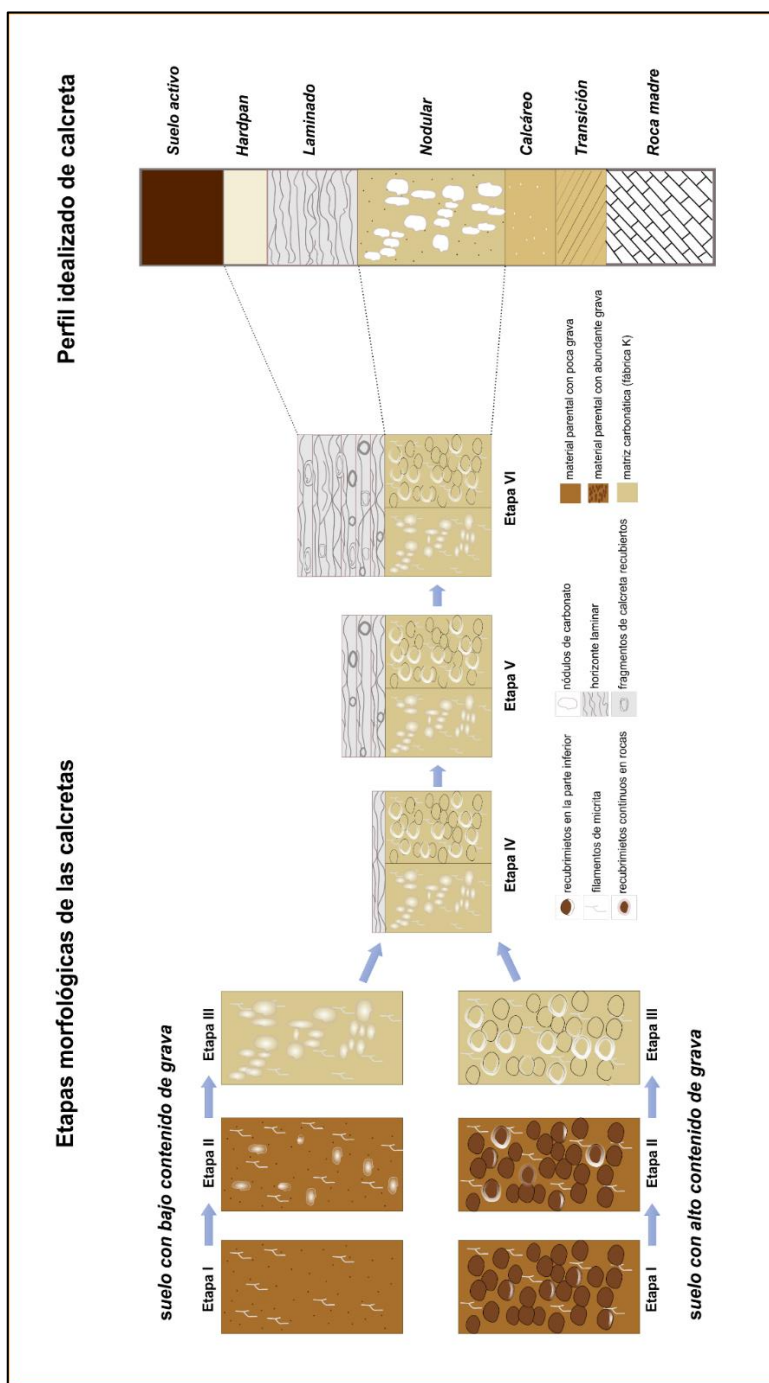 Etapas morfológicas de las calcretas
Perfil idealizado de calcreta
suelo con bajo contenido de grava
Etapa I
Etapa II
Etapa III
Etapa I
Etapa II
Etapa III
suelo con alto contenido de grava
Etapa IV
Etapa V
Etapa VI
Suelo activo
Hardpan
Laminado
Nodular
Calcáreo
Transición
Roca madre
recubrimietos en la parte inferior
filamentos de micrita
recubrimietos continuos en rocas
nódulos de carbonato
horizonte laminar
fragmentos de calcreta recubiertos
material parental con poca grava
material parental con abundante grava
matriz carbonática (fábrica K)